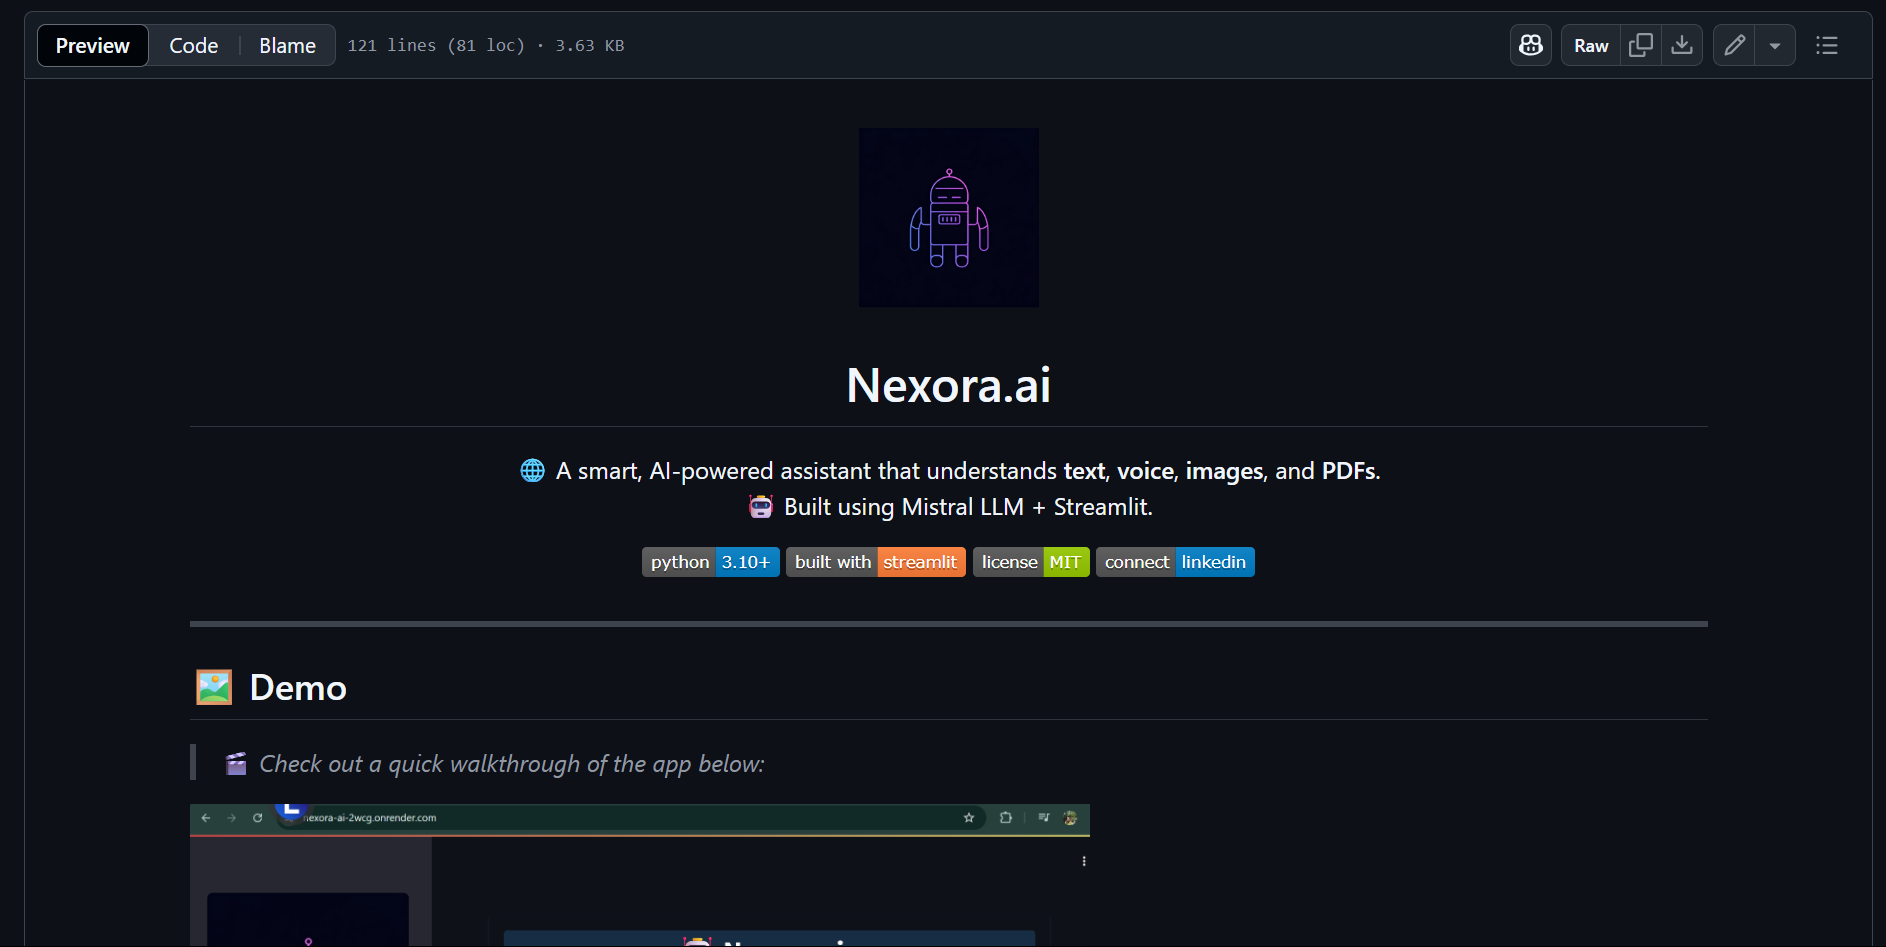 Preview Code Blame 121 lines (81 loc) · 3.63 KB Raw
Nexora.ai
🌐 A smart, AI-powered assistant that understands text, voice, images, and PDFs.
🤖 Built using Mistral LLM + Streamlit.
python 3.10+ built with streamlit license MIT connect linkedin
🖼️ Demo
🎬 Check out a quick walkthrough of the app below:
nexora-ai-2wcg.onrender.com